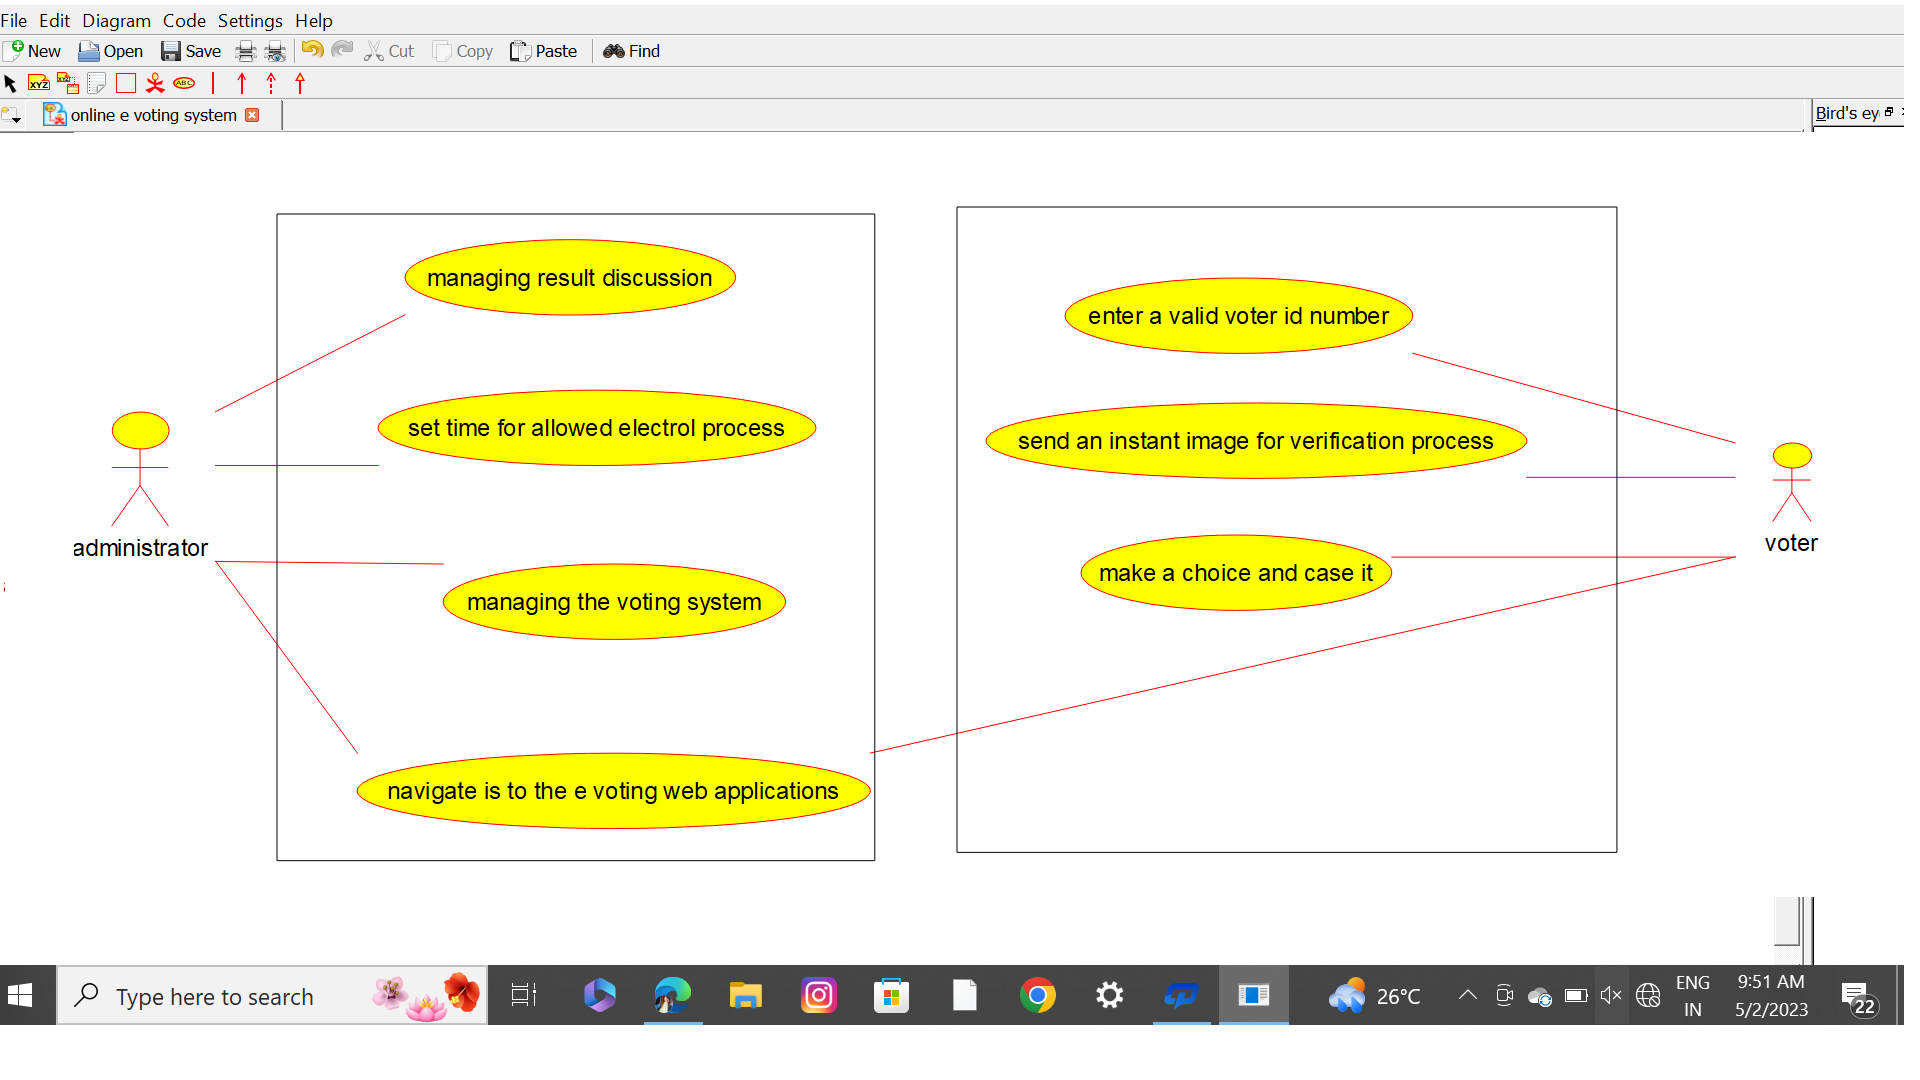 File Edit Diagram Code Settings Help
New Open Save Cut Copy Paste Find
XYZ XYZ ABC
online e voting system
Bird's ey
managing result discussion
enter a valid voter id number
set time for allowed electrol process
send an instant image for verification process
administrator
voter
make a choice and case it
managing the voting system
navigate is to the e voting web applications
Type here to search
26°C
ENG
IN
9:51 AM
5/2/2023
22